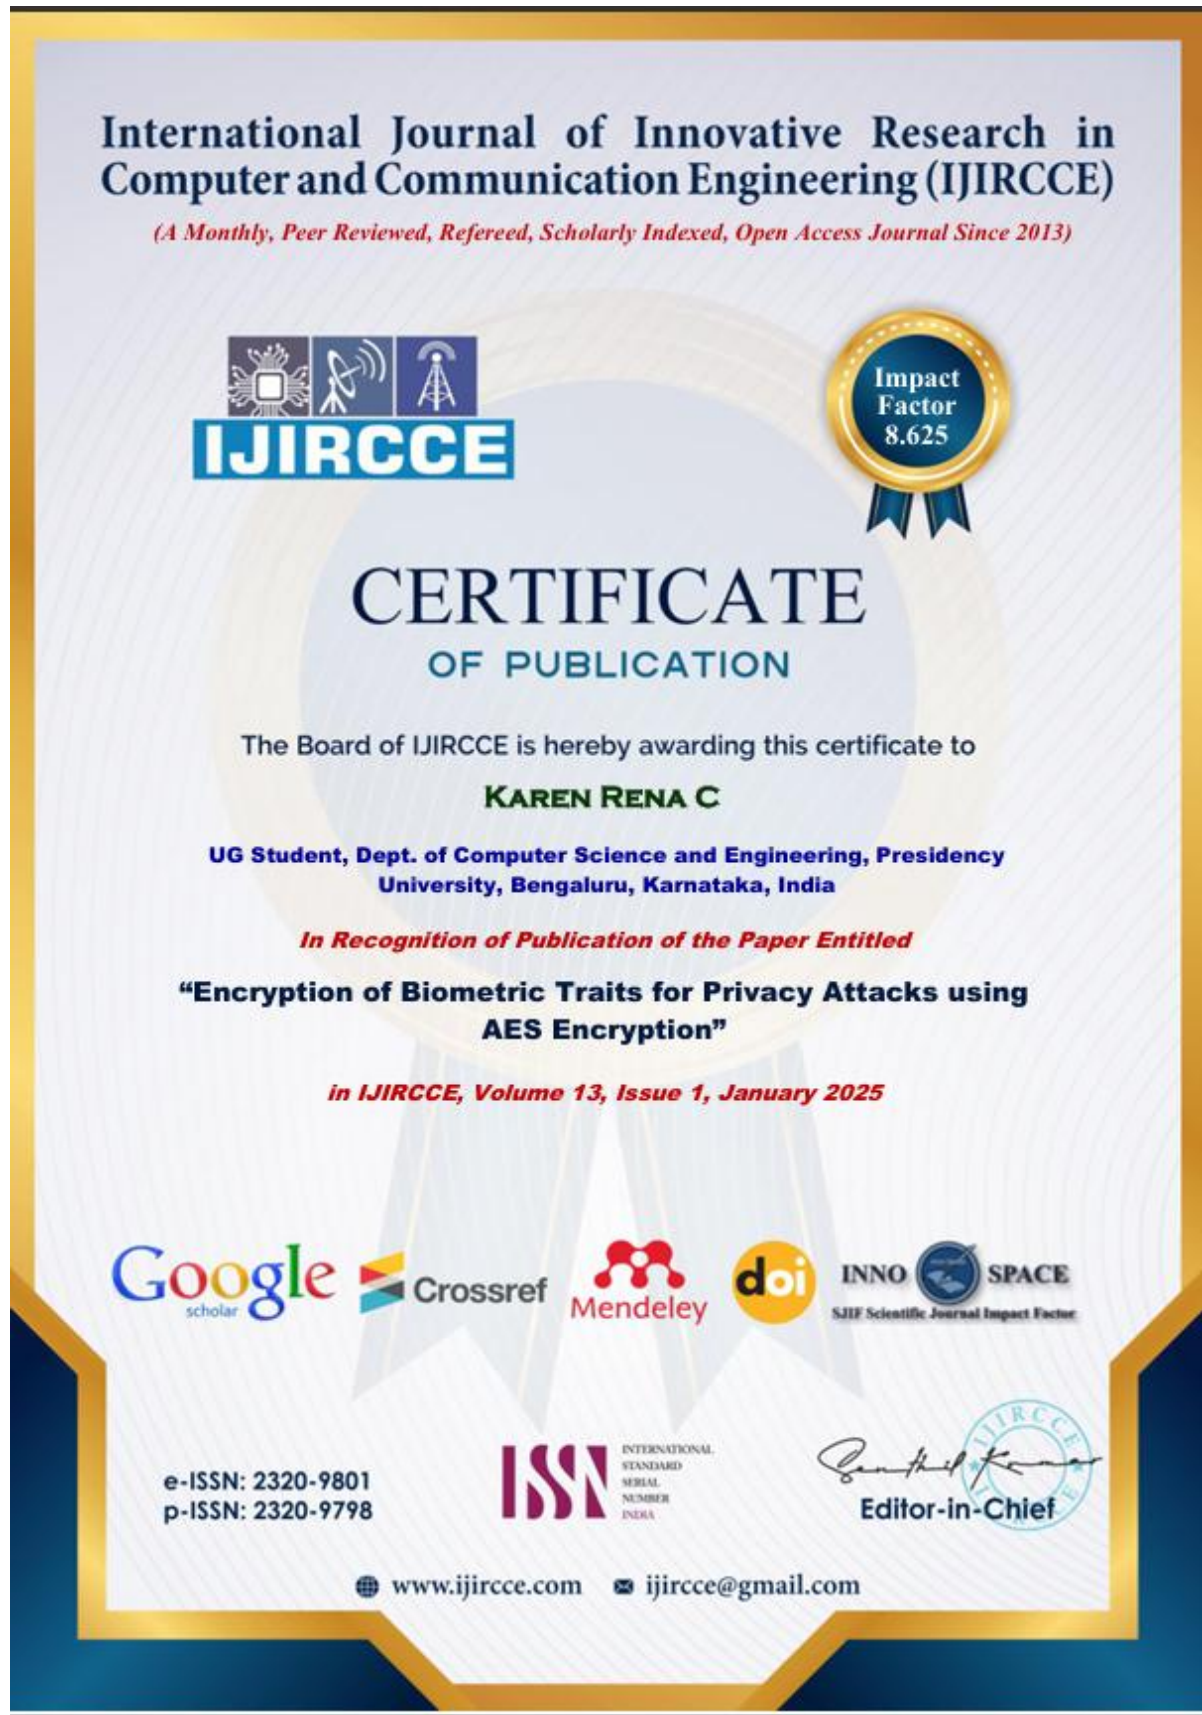 International Journal of Innovative Research in
Computer and Communication Engineering (IJIRCCE)
(A Monthly, Peer Reviewed, Refereed, Scholarly Indexed, Open Access Journal Since 2013)
IJIRCCE
Impact
Factor
8.625
CERTIFICATE
OF PUBLICATION
The Board of IJIRCCE is hereby awarding this certificate to
KAREN RENA C
UG Student, Dept. of Computer Science and Engineering, Presidency
University, Bengaluru, Karnataka, India
In Recognition of Publication of the Paper Entitled
“Encryption of Biometric Traits for Privacy Attacks using
AES Encryption”
in IJIRCCE, Volume 13, Issue 1, January 2025
Google
scholar
Crossref
Mendeley
doi
INNO SPACE
SJIF Scientific Journal Impact Factor
e-ISSN: 2320-9801
p-ISSN: 2320-9798
ISSN
INTERNATIONAL
STANDARD
SERIAL
NUMBER
INDIA
Senthil Kumar
IJIRCCE
Editor-in-Chief
www.ijircce.com ijircce@gmail.com